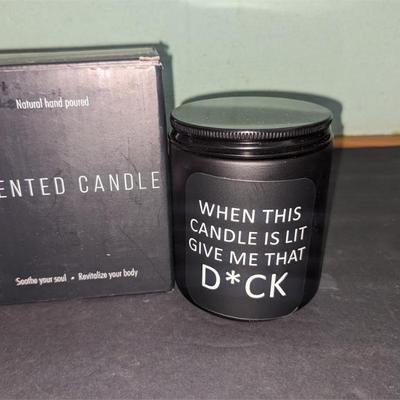 Natural hand poured
ENTED CANDLE
Soothe your soul • Revitalize your body
WHEN THIS
CANDLE IS LIT
GIVE ME THAT
D*CK